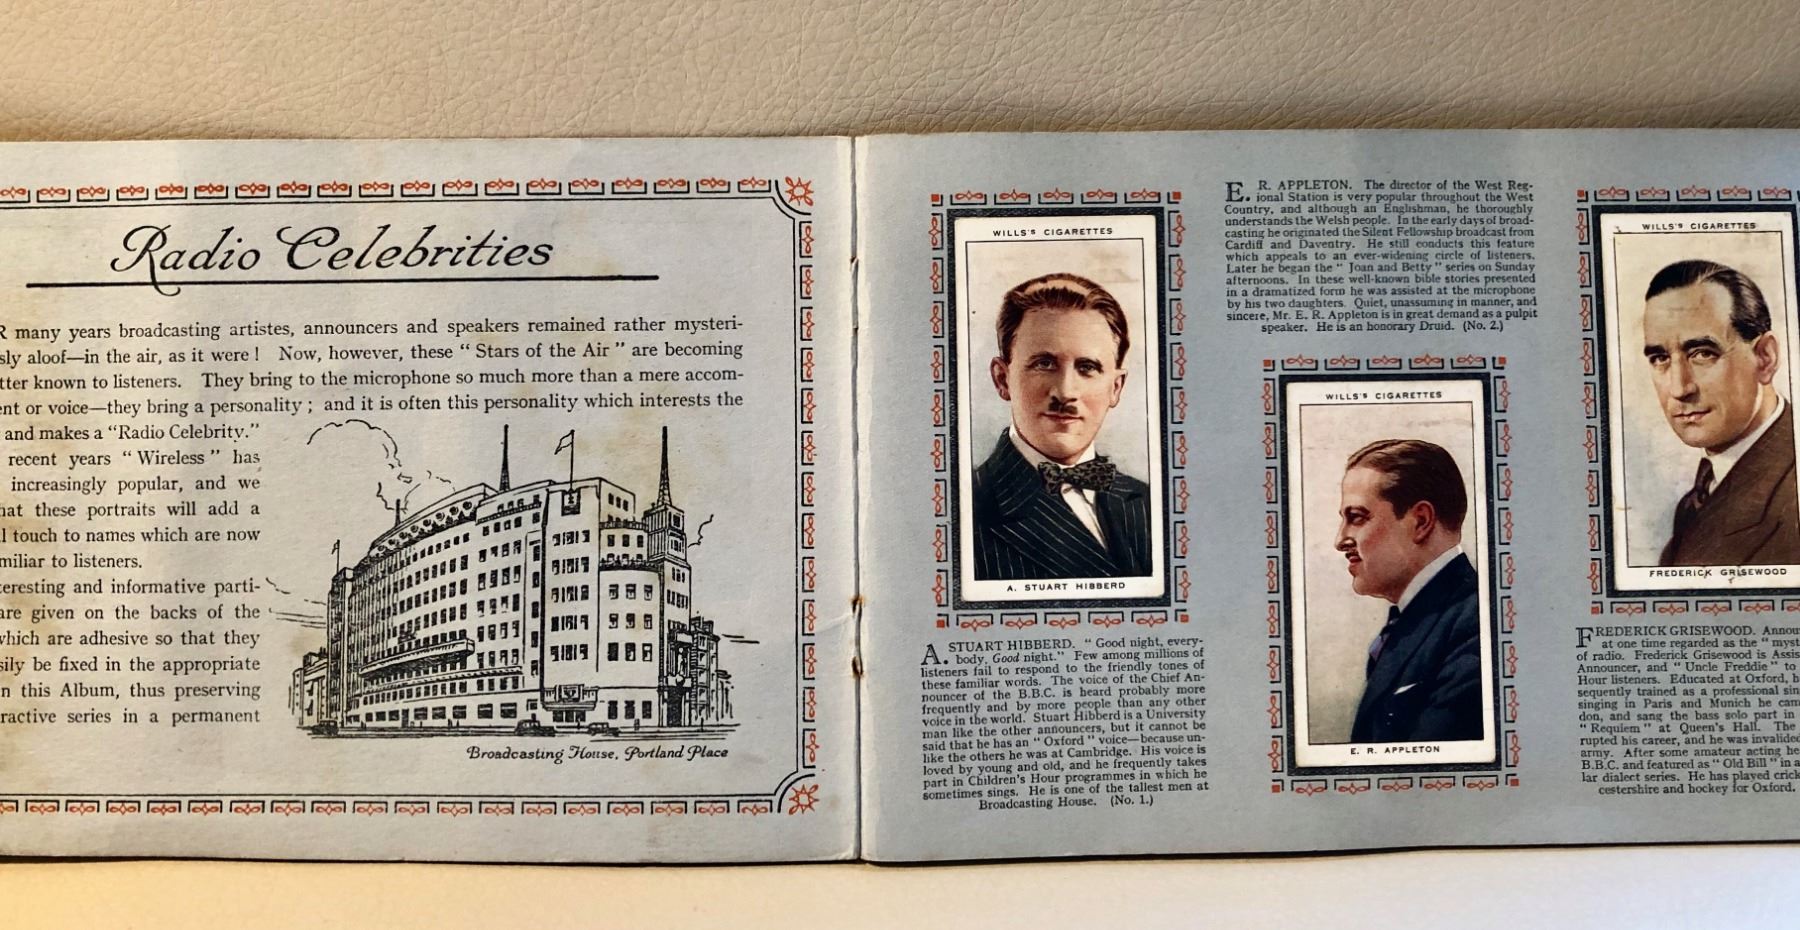 Radio Celebrities
R many years broadcasting artistes, announcers and speakers remained rather mysteri-
sly aloof—in the air, as it were ! Now, however, these “ Stars of the Air ” are becoming
tter known to listeners. They bring to the microphone so much more than a mere accom-
ent or voice—they bring a personality ; and it is often this personality which interests the
and makes a “Radio Celebrity.”
recent years “ Wireless ” has
increasingly popular, and we
hat these portraits will add a
l touch to names which are now
miliar to listeners.
teresting and informative parti-
are given on the backs of the
which are adhesive so that they
sily be fixed in the appropriate
n this Album, thus preserving
ractive series in a permanent
Broadcasting House, Portland Place
WILLS'S CIGARETTES
A. STUART HIBBERD
A. STUART HIBBERD. “ Good night, every-
body, Good night.” Few among millions of
listeners fail to respond to the friendly tones of
these familiar words. The voice of the Chief An-
nouncer of the B.B.C. is heard probably more
frequently and by more people than any other
voice in the world. Stuart Hibberd is a University
man like the other announcers, but it cannot be
said that he has an “ Oxford ” voice—because un-
like the others he was at Cambridge. His voice is
loved by young and old, and he frequently takes
part in Children's Hour programmes in which he
sometimes sings. He is one of the tallest men at
Broadcasting House. (No. 1.)
E. R. APPLETON. The director of the West Reg-
ional Station is very popular throughout the West
Country, and although an Englishman, he thoroughly
understands the Welsh people. In the early days of broad-
casting he originated the Silent Fellowship broadcast from
Cardiff and Daventry. He still conducts this feature
which appeals to an ever-widening circle of listeners.
Later he began the “ Joan and Betty ” series on Sunday
afternoons. In these well-known bible stories presented
in a dramatized form he was assisted at the microphone
by his two daughters. Quiet, unassuming in manner, and
sincere, Mr. E. R. Appleton is in great demand as a pulpit
speaker. He is an honorary Druid. (No. 2.)
WILLS'S CIGARETTES
E. R. APPLETON
WILLS'S CIGARETTES
FREDERICK GRISEWOOD
FREDERICK GRISEWOOD. Annou
at one time regarded as the “ myst
of radio. Frederick Grisewood is Assis
Announcer, and “ Uncle Freddie ” to
Hour listeners. Educated at Oxford, h
sequently trained as a professional sin
singing in Paris and Munich he cam
don, and sang the bass solo part in
“ Requiem ” at Queen's Hall. The
rupted his career, and he was invalided
army. After some amateur acting he
B.B.C. and featured as “ Old Bill ” in a
lar dialect series. He has played crick
cestershire and hockey for Oxford.